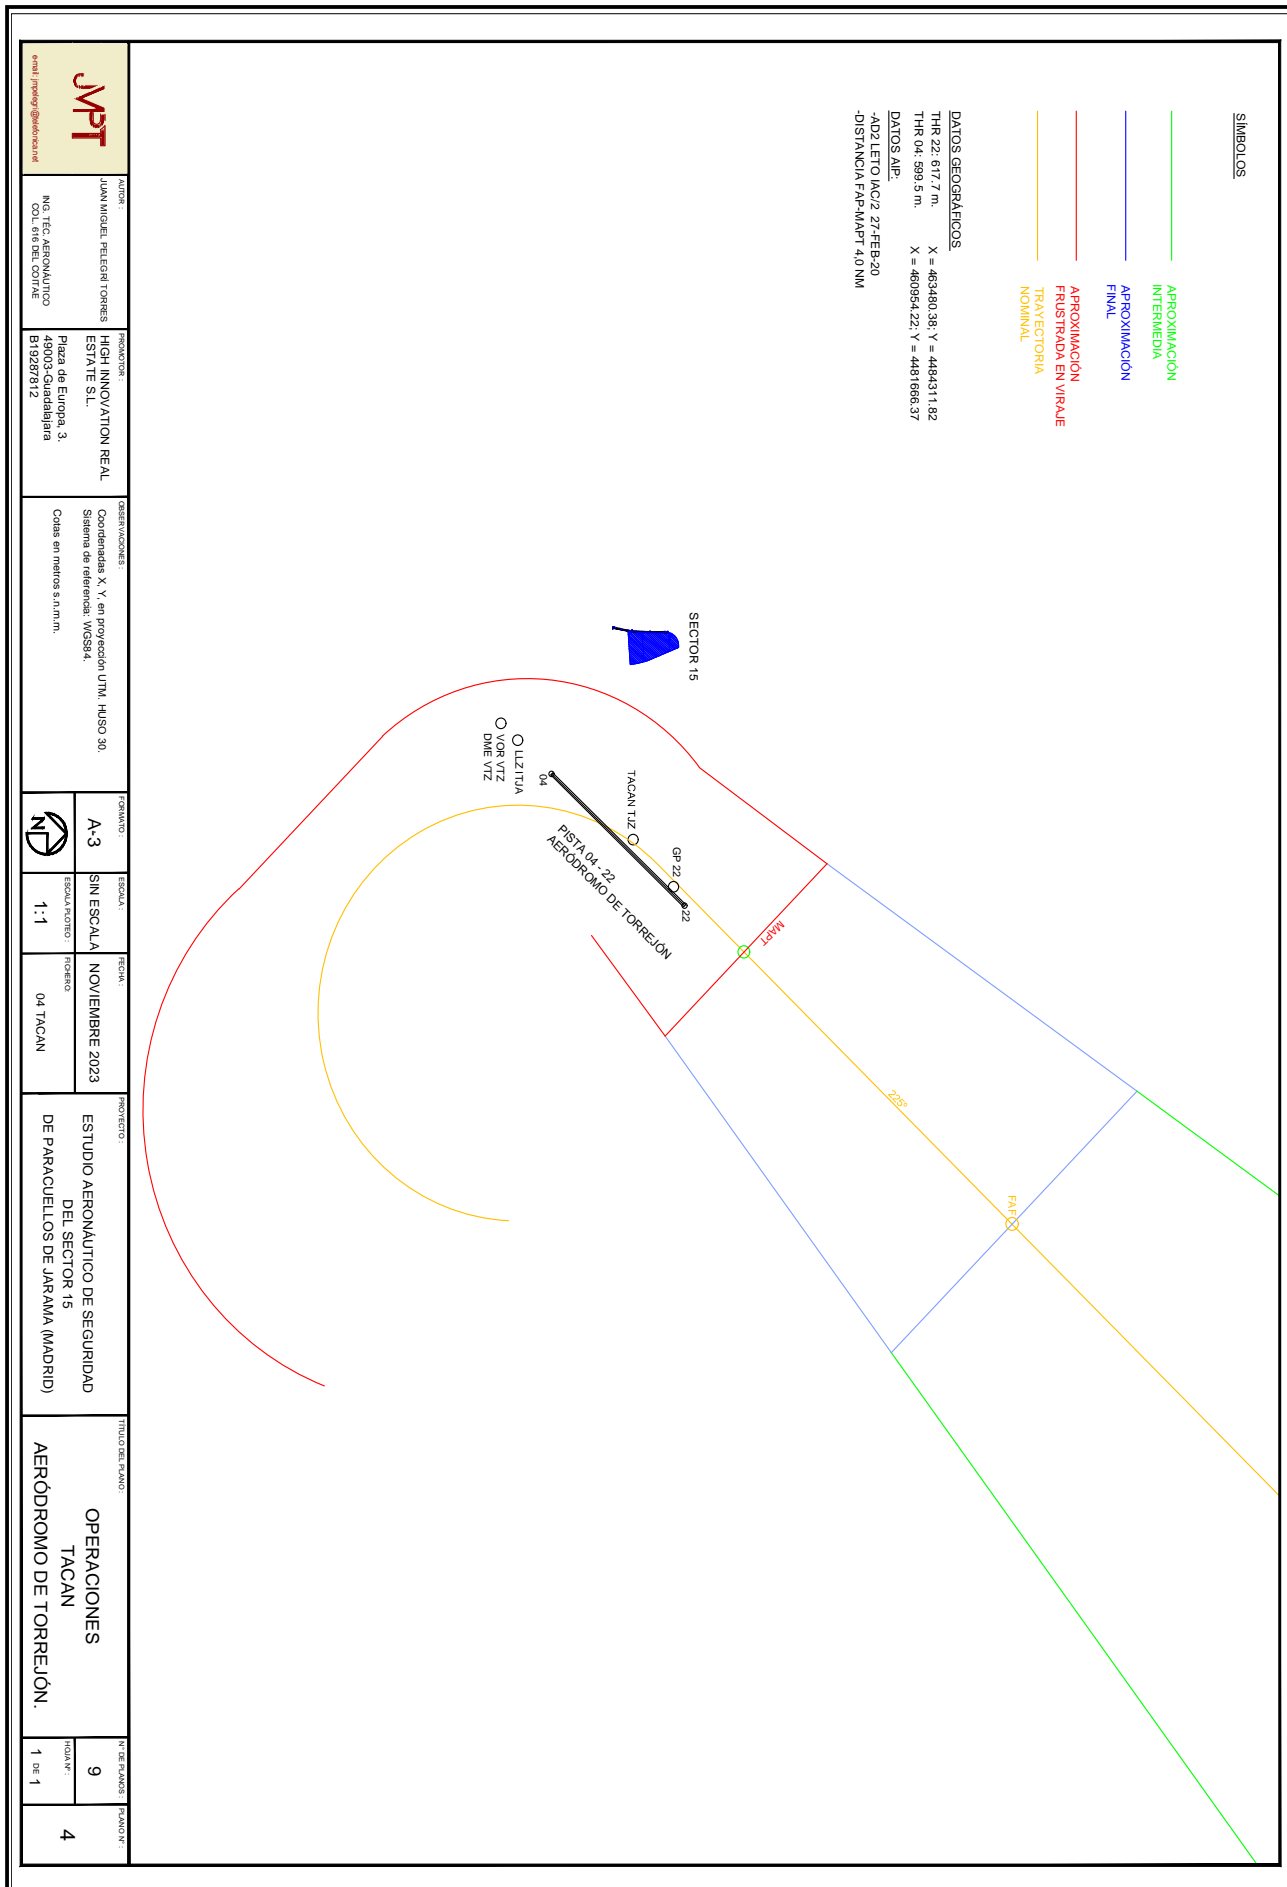 SÍMBOLOS
APROXIMACIÓN
INTERMEDIA
APROXIMACIÓN
FINAL
APROXIMACIÓN
FRUSTRADA EN VIRAJE
TRAYECTORIA
NOMINAL
DATOS GEOGRÁFICOS
THR 22: 617.7 m. X = 463480.38; Y = 4484311.82
THR 04: 599.5 m. X = 460954.22; Y = 4481666.37
DATOS AIP:
-AD2 LETO IAC/2 27-FEB-20
-DISTANCIA FAP-MAPT 4,0 NM
SECTOR 15
LLZ ITJA
VOR VTZ
DME VTZ
04
TACAN TJZ
GP 22
22
PISTA 04 - 22
AERÓDROMO DE TORREJÓN
MAPT
225º
FAF
JMPT
e-mail: jmpelegri@telefonica.net
AUTOR :
JUAN MIGUEL PELEGRÍ TORRES
ING. TÉC. AERONÁUTICO
COL. 616 DEL COITAE
PROMOTOR :
HIGH INNOVATION REAL
ESTATE S.L.
Plaza de Europa, 3.
49003-Guadalajara
B19287812
OBSERVACIONES :
Coordenadas X, Y, en proyección UTM. HUSO 30.
Sistema de referencia: WGS84.
Cotas en metros s.n.m.m.
FORMATO :
A-3
N
ESCALA :
SIN ESCALA
ESCALA PLOTEO :
1:1
FECHA :
NOVIEMBRE 2023
FICHERO:
04 TACAN
PROYECTO :
ESTUDIO AERONÁUTICO DE SEGURIDAD
DEL SECTOR 15
DE PARACUELLOS DE JARAMA (MADRID)
TÍTULO DEL PLANO :
OPERACIONES
TACAN
AERÓDROMO DE TORREJÓN.
Nº DE PLANOS :
9
HOJA Nº :
1 DE 1
PLANO Nº :
4